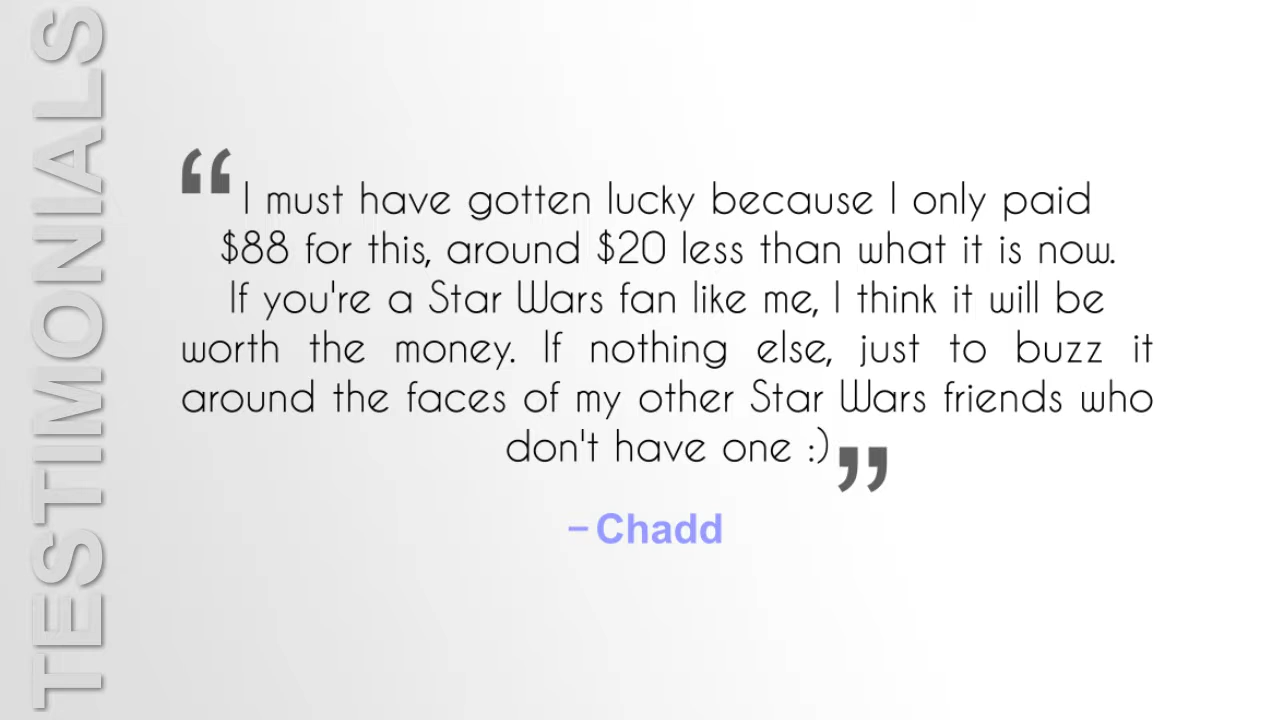 TESTIMONIALS
“I must have gotten lucky because I only paid
$88 for this, around $20 less than what it is now.
If you're a Star Wars fan like me, I think it will be
worth the money. If nothing else, just to buzz it
around the faces of my other Star Wars friends who
don't have one :)”
– Chadd